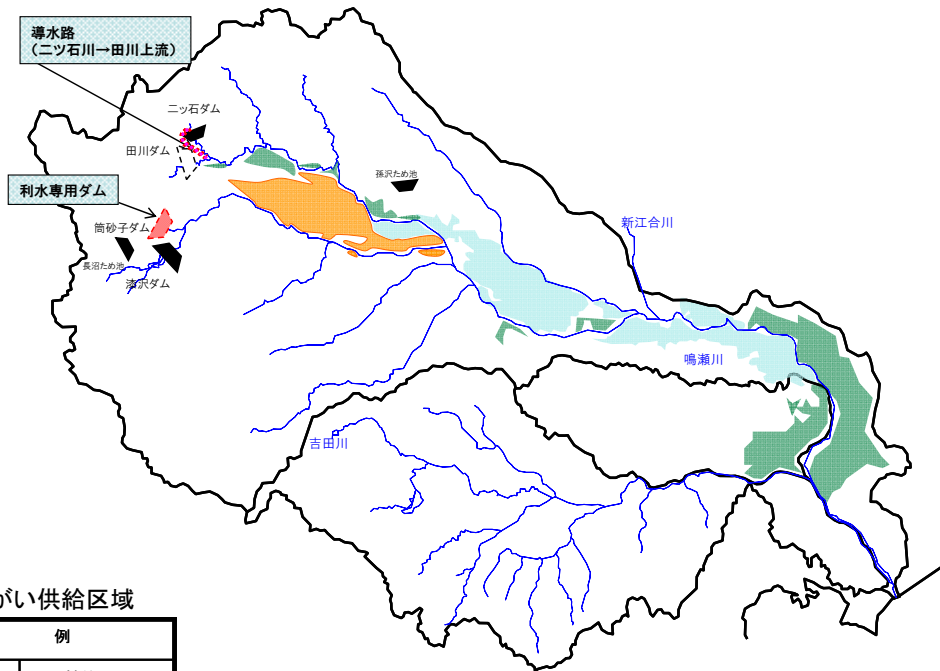 導水路
（二ツ石川→田川上流）
二ッ石ダム
田川ダム
孫沢ため池
利水専用ダム
筒砂子ダム
長沼ため池
漆沢ダム
新江合川
鳴瀬川
吉田川
がい供給区域
例